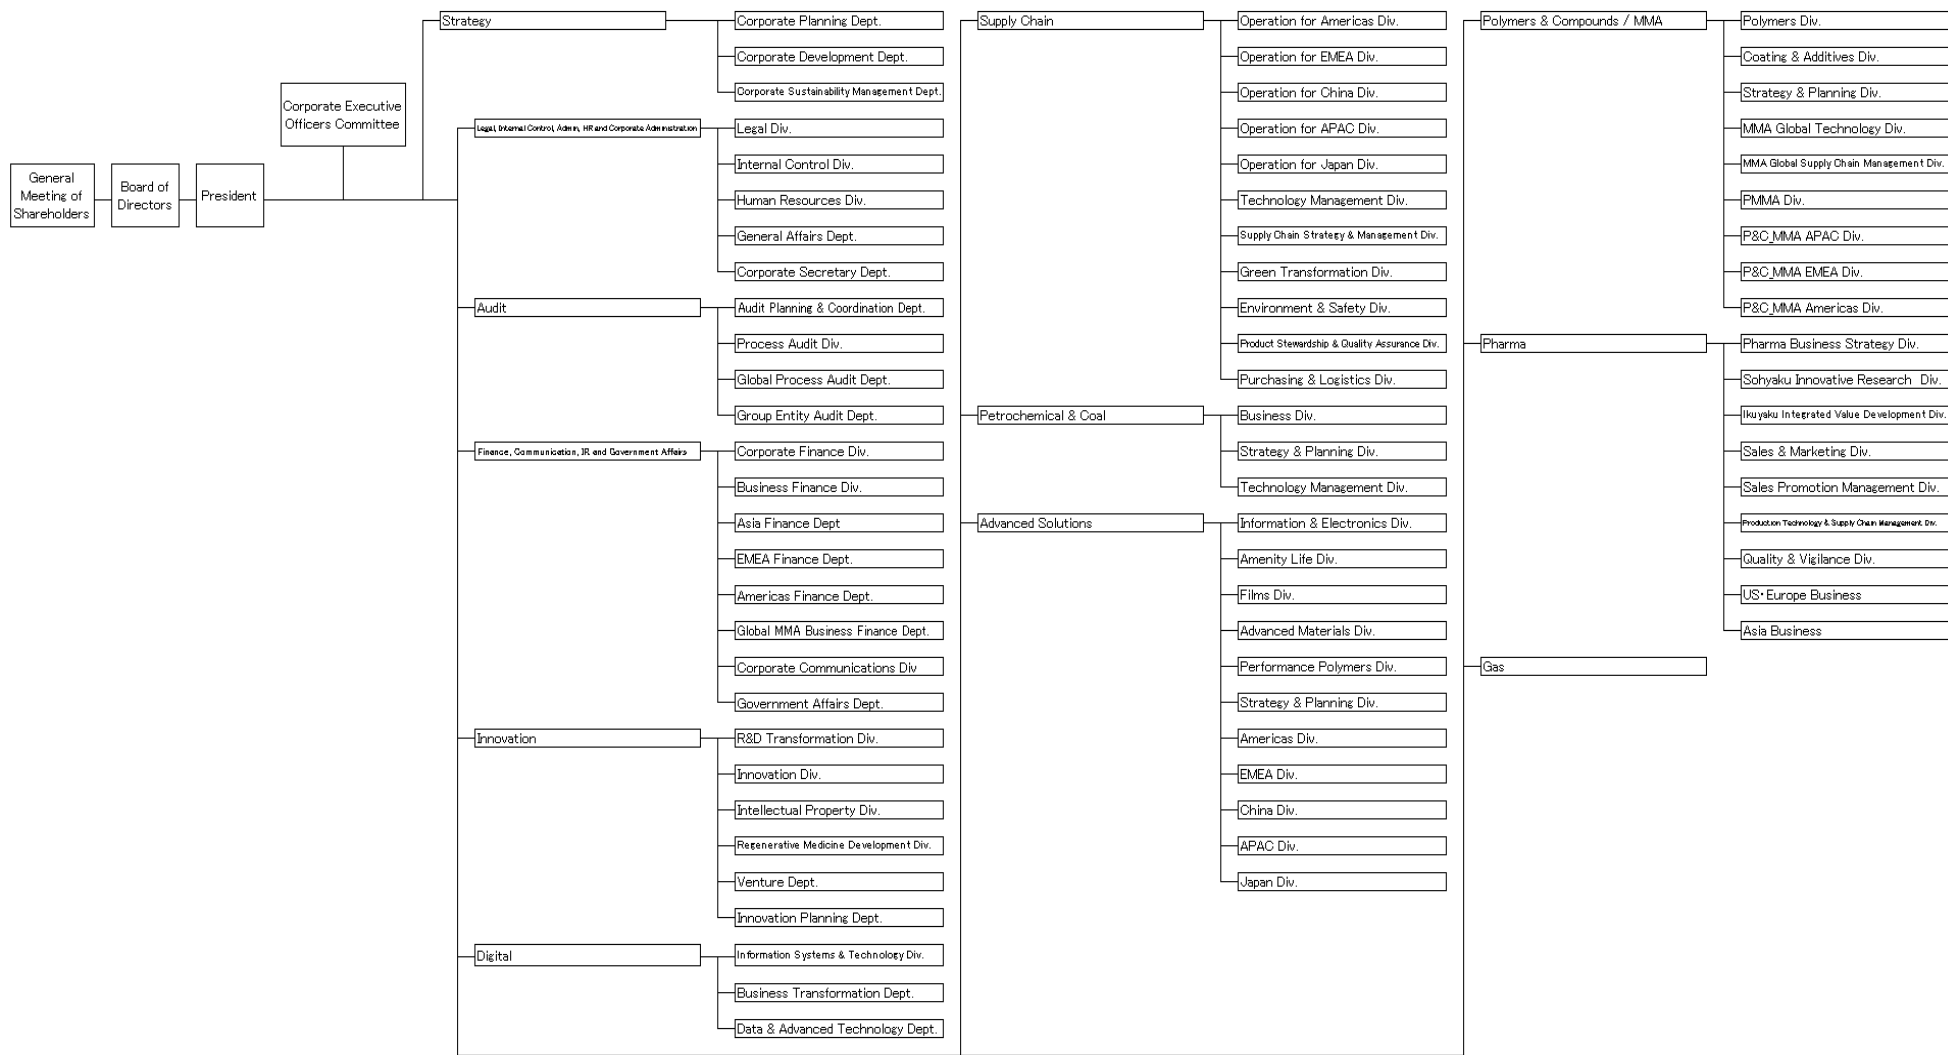 General
Meeting of
Shareholders
Board of
Directors
President
Corporate Executive
Officers Committee
Strategy
Corporate Planning Dept.
Corporate Development Dept.
Corporate Sustainability Management Dept.
Legal, Internal Control, Admin, HR and Corporate Administration
Legal Div.
Internal Control Div.
Human Resources Div.
General Affairs Dept.
Corporate Secretary Dept.
Audit
Audit Planning & Coordination Dept.
Process Audit Div.
Global Process Audit Dept.
Group Entity Audit Dept.
Finance, Communication, IR and Government Affairs
Corporate Finance Div.
Business Finance Div.
Asia Finance Dept
EMEA Finance Dept.
Americas Finance Dept.
Global MMA Business Finance Dept.
Corporate Communications Div
Government Affairs Dept.
Innovation
R&D Transformation Div.
Innovation Div.
Intellectual Property Div.
Regenerative Medicine Development Div.
Venture Dept.
Innovation Planning Dept.
Digital
Information Systems & Technology Div.
Business Transformation Dept.
Data & Advanced Technology Dept.
Supply Chain
Operation for Americas Div.
Operation for EMEA Div.
Operation for China Div.
Operation for APAC Div.
Operation for Japan Div.
Technology Management Div.
Supply Chain Strategy & Management Div.
Green Transformation Div.
Environment & Safety Div.
Product Stewardship & Quality Assurance Div.
Purchasing & Logistics Div.
Petrochemical & Coal
Business Div.
Strategy & Planning Div.
Technology Management Div.
Advanced Solutions
Information & Electronics Div.
Amenity Life Div.
Films Div.
Advanced Materials Div.
Performance Polymers Div.
Strategy & Planning Div.
Americas Div.
EMEA Div.
China Div.
APAC Div.
Japan Div.
Polymers & Compounds / MMA
Polymers Div.
Coating & Additives Div.
Strategy & Planning Div.
MMA Global Technology Div.
MMA Global Supply Chain Management Div.
PMMA Div.
P&C_MMA APAC Div.
P&C_MMA EMEA Div.
P&C_MMA Americas Div.
Pharma
Pharma Business Strategy Div.
Sohyaku Innovative Research Div.
Ikuyaku Integrated Value Development Div.
Sales & Marketing Div.
Sales Promotion Management Div.
Production Technology & Supply Chain Management Div.
Quality & Vigilance Div.
US・Europe Business
Asia Business
Gas